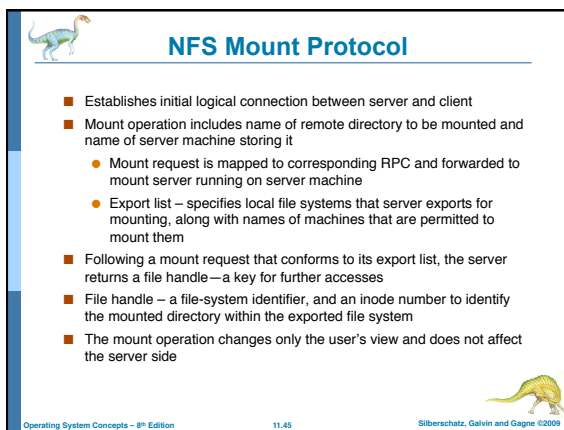 NFS Mount Protocol
Establishes initial logical connection between server and client
Mount operation includes name of remote directory to be mounted and
name of server machine storing it
Mount request is mapped to corresponding RPC and forwarded to
mount server running on server machine
Export list – specifies local file systems that server exports for
mounting, along with names of machines that are permitted to
mount them
Following a mount request that conforms to its export list, the server
returns a file handle—a key for further accesses
File handle – a file-system identifier, and an inode number to identify
the mounted directory within the exported file system
The mount operation changes only the user's view and does not affect
the server side
Operating System Concepts – 8th Edition 11.45 Silberschatz, Galvin and Gagne ©2009